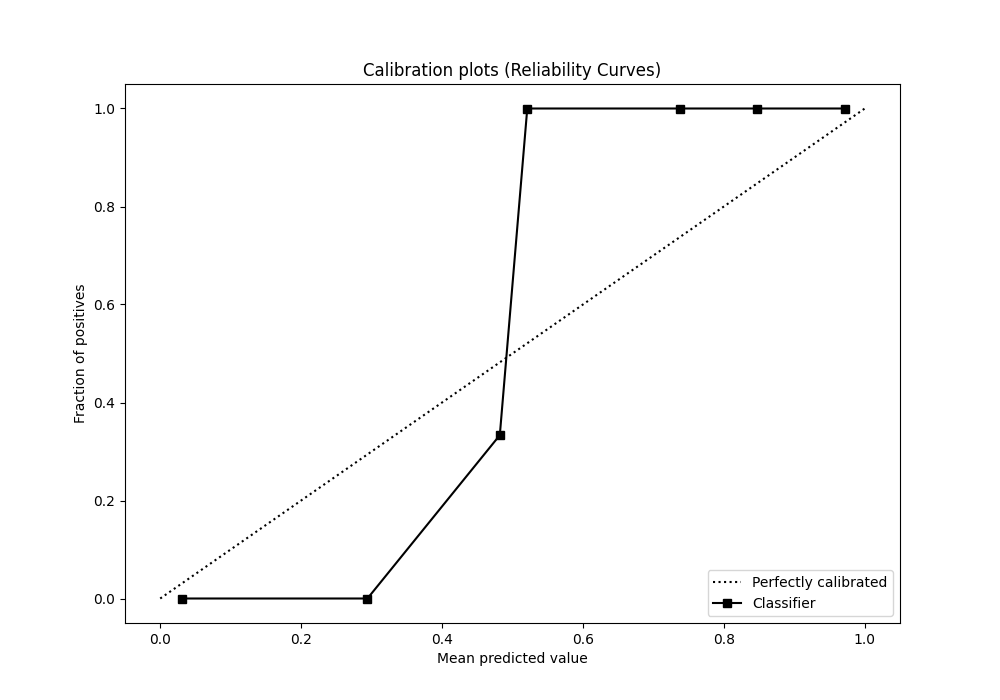 Calibration plots (Reliability Curves)
Fraction of positives
1.0
0.8
0.6
0.4
0.2
0.0
0.0 0.2 0.4 0.6 0.8 1.0
Mean predicted value
Perfectly calibrated
Classifier